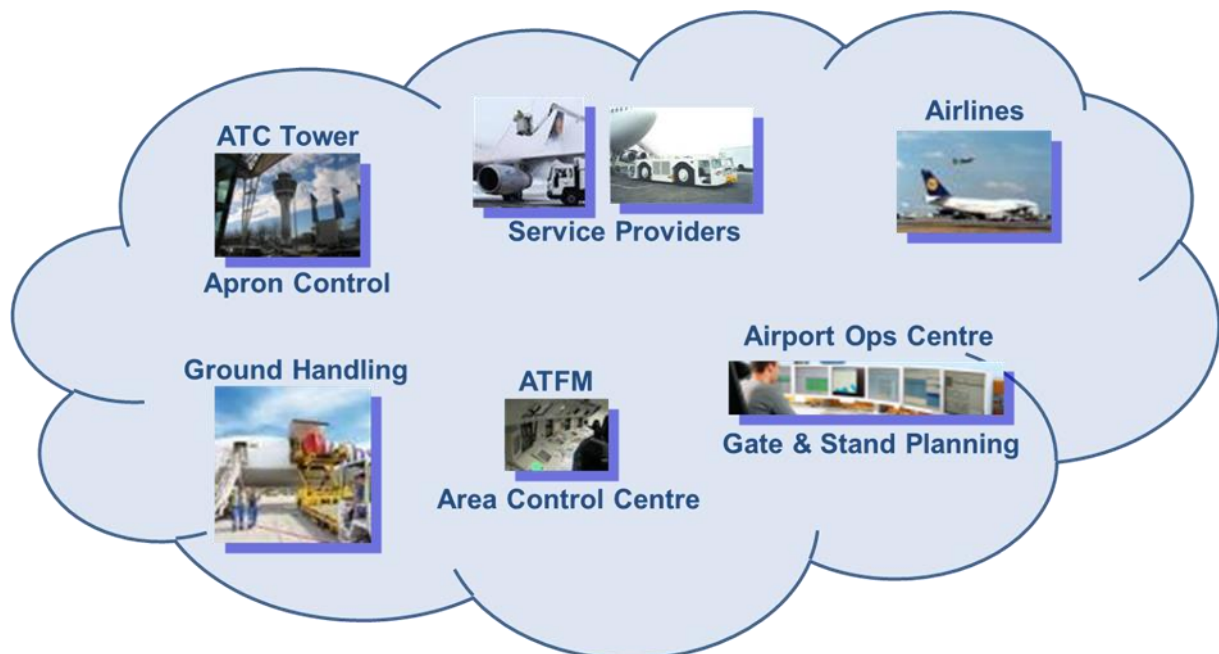 ATC Tower
Apron Control
Service Providers
Airlines
Ground Handling
ATFM
Area Control Centre
Airport Ops Centre
Gate & Stand Planning